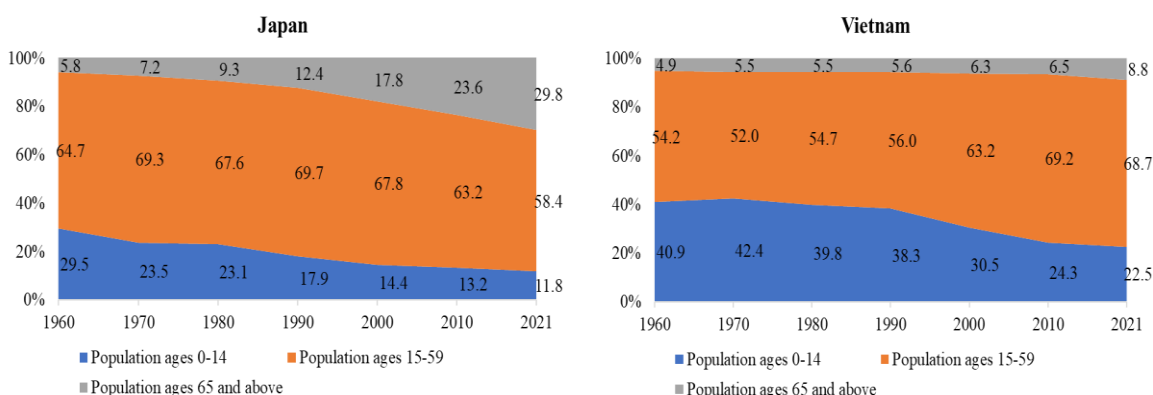 Japan
100%
80%
60%
40%
20%
0%
5.8 7.2 9.3 12.4 17.8 23.6 29.8
64.7 69.3 67.6 69.7 67.8 63.2 58.4
29.5 23.5 23.1 17.9 14.4 13.2 11.8
1960 1970 1980 1990 2000 2010 2021
Population ages 0-14 Population ages 15-59
Population ages 65 and above
Vietnam
100%
80%
60%
40%
20%
0%
4.9 5.5 5.5 5.6 6.3 6.5 8.8
54.2 52.0 54.7 56.0 63.2 69.2 68.7
40.9 42.4 39.8 38.3 30.5 24.3 22.5
1960 1970 1980 1990 2000 2010 2021
Population ages 0-14 Population ages 15-59
Population ages 65 and above